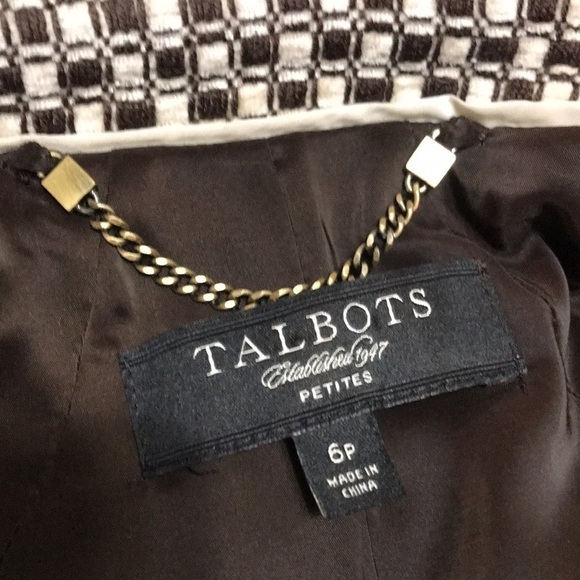 TALBOTS
Established 1947
PETITES
6P
MADE IN
CHINA